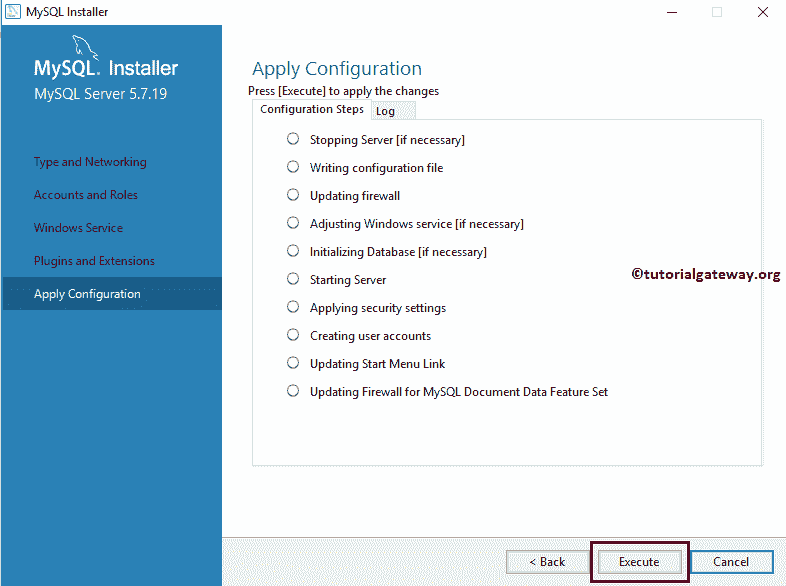 MySQL Installer
MySQL. Installer
MySQL Server 5.7.19
Type and Networking
Accounts and Roles
Windows Service
Plugins and Extensions
Apply Configuration
Apply Configuration
Press [Execute] to apply the changes
Configuration Steps Log
Stopping Server [if necessary]
Writing configuration file
Updating firewall
Adjusting Windows service [if necessary]
Initializing Database [if necessary]
Starting Server
Applying security settings
Creating user accounts
Updating Start Menu Link
Updating Firewall for MySQL Document Data Feature Set
©tutorialgateway.org
< Back Execute Cancel